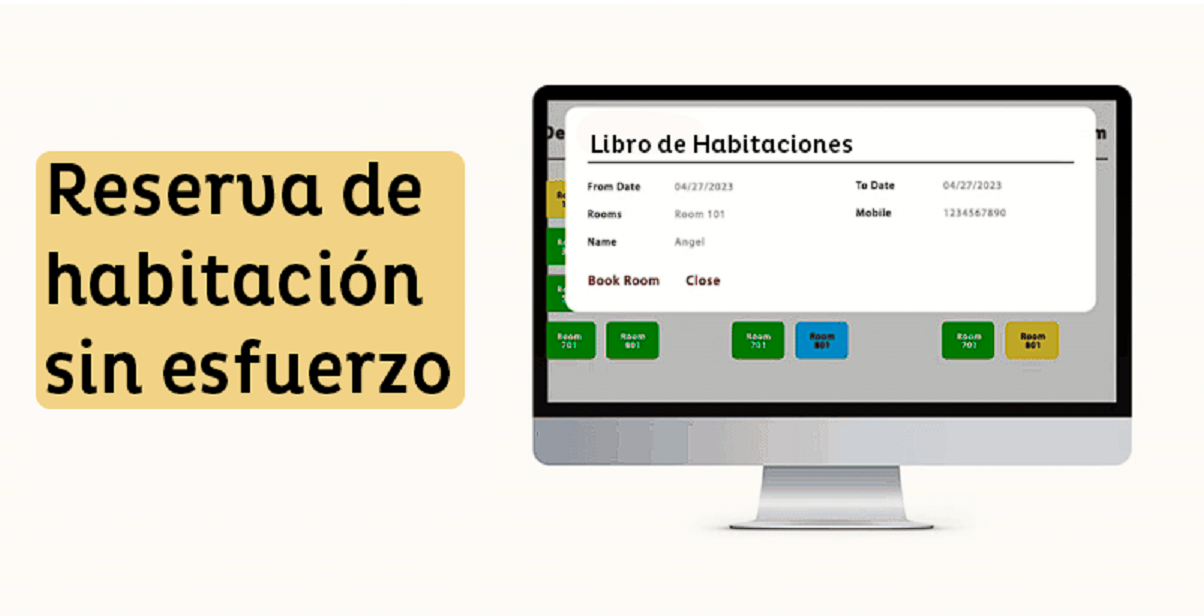 Reserva de
habitación
sin esfuerzo
Libro de Habitaciones
From Date 04/27/2023 To Date 04/27/2023
Rooms Room 101 Mobile 1234567890
Name Angel
Book Room Close
Room Room Room Room Room Room
701 801 701 801 701 801